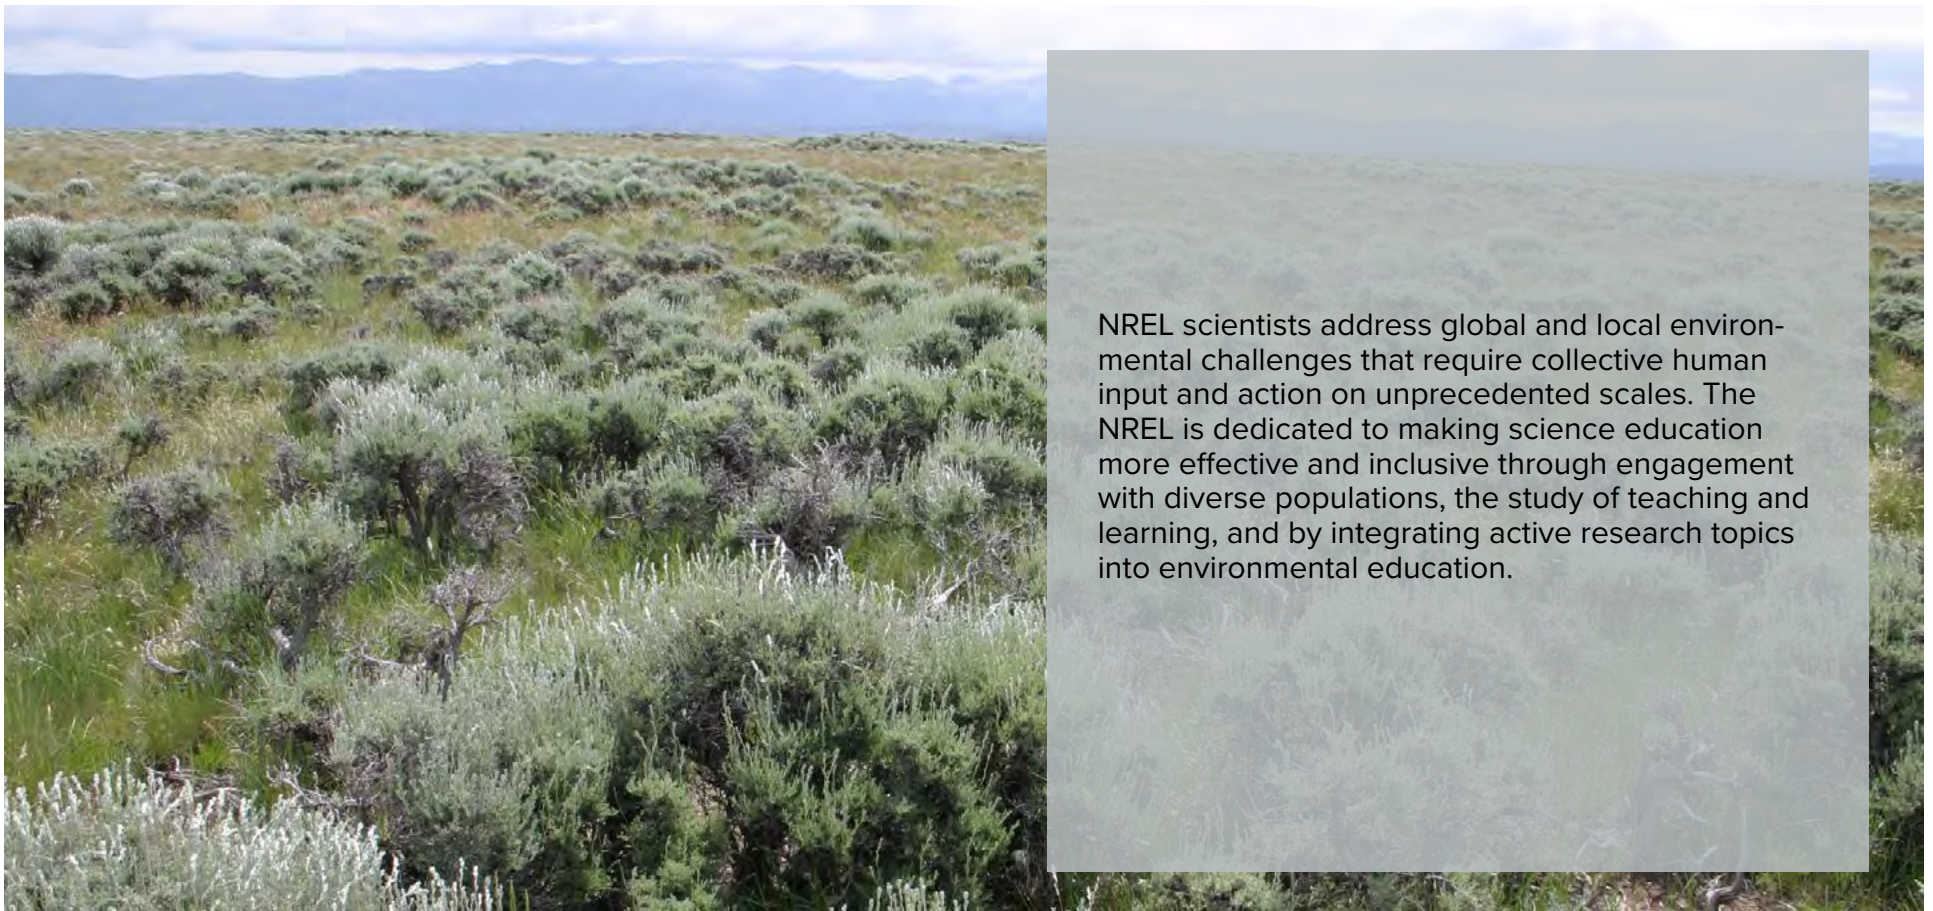 NREL scientists address global and local environ-
mental challenges that require collective human
input and action on unprecedented scales. The
NREL is dedicated to making science education
more effective and inclusive through engagement
with diverse populations, the study of teaching and
learning, and by integrating active research topics
into environmental education.